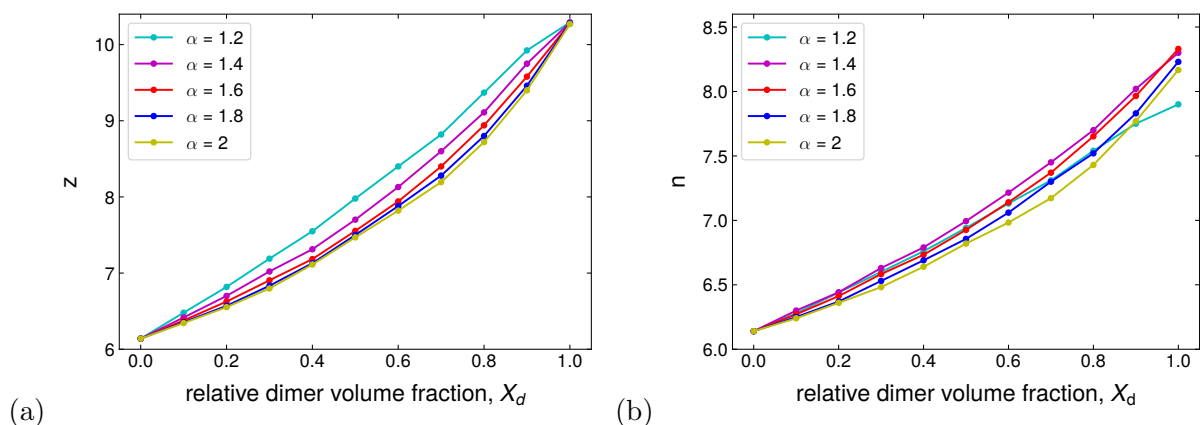 10
9
8
7
6
z
α = 1.2
α = 1.4
α = 1.6
α = 1.8
α = 2
0.0 0.2 0.4 0.6 0.8 1.0
relative dimer volume fraction, X_d
(a)
8.5
8.0
7.5
7.0
6.5
6.0
n
α = 1.2
α = 1.4
α = 1.6
α = 1.8
α = 2
0.0 0.2 0.4 0.6 0.8 1.0
relative dimer volume fraction, X_d
(b)